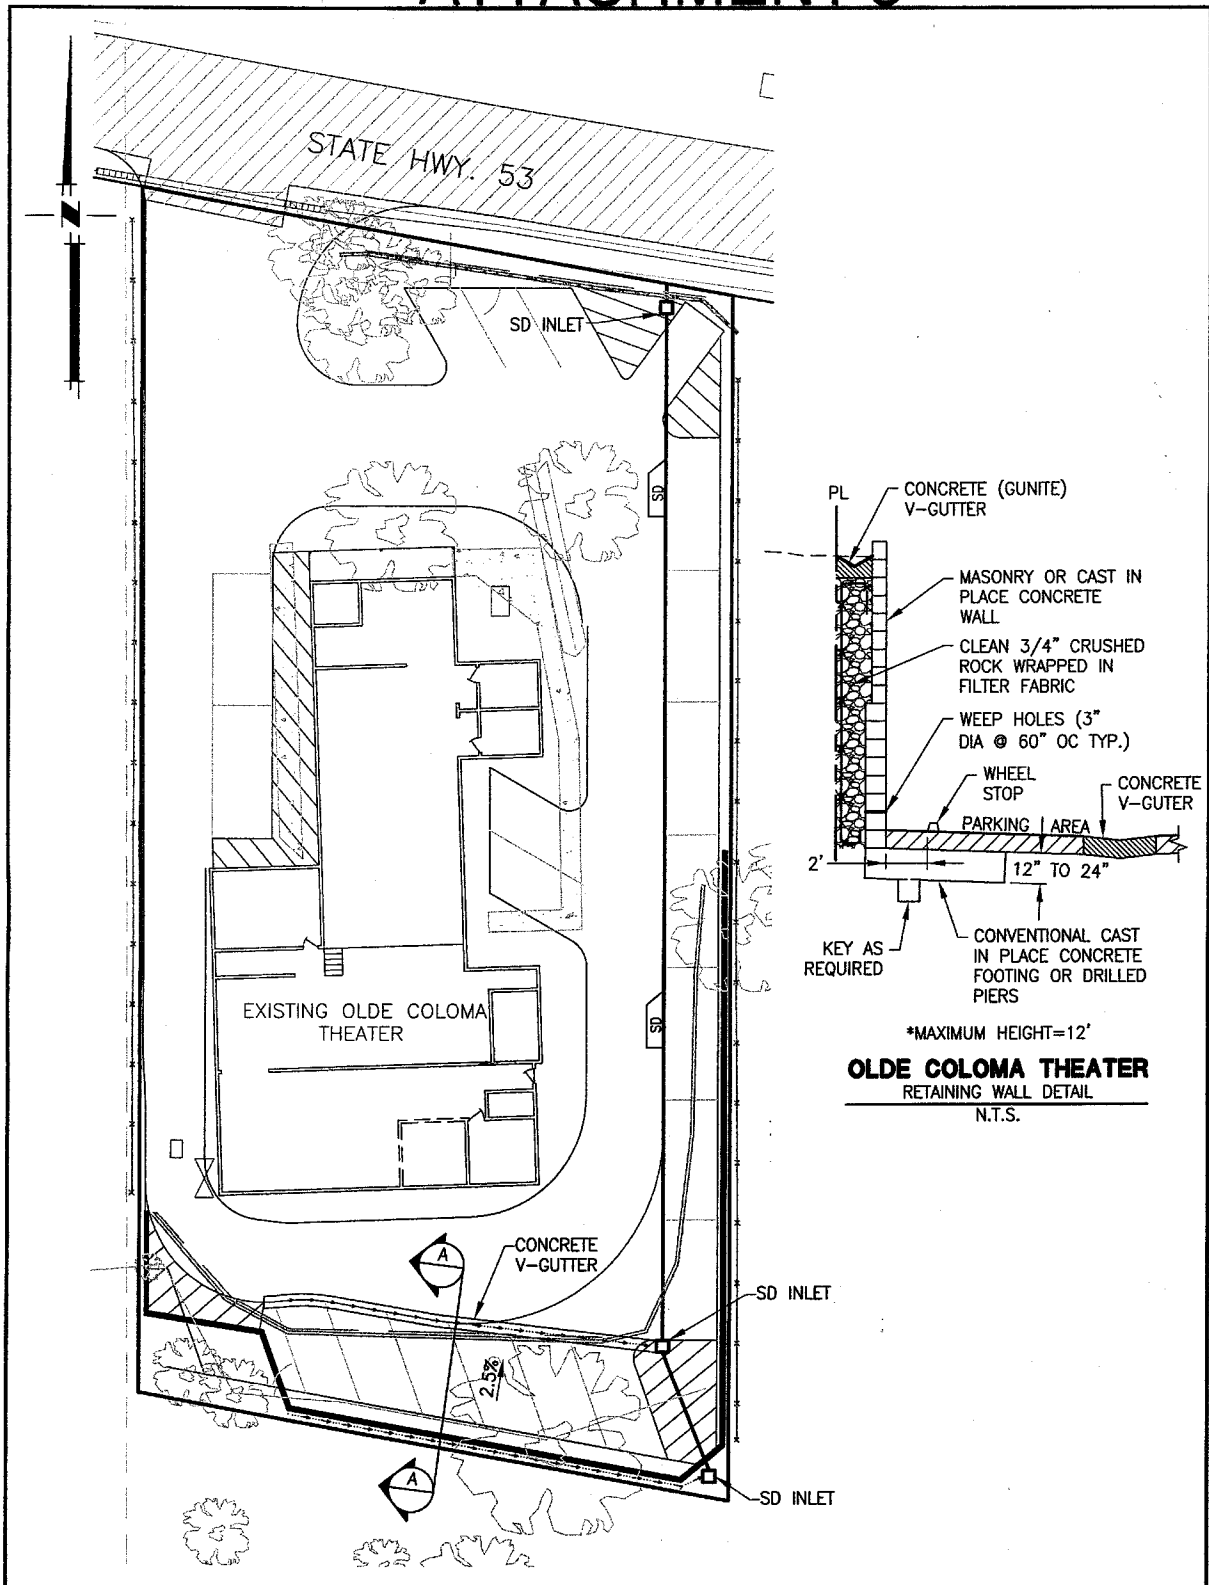 STATE HWY. 53
SD INLET
SD
PL
CONCRETE (GUNITE)
V-GUTTER
MASONRY OR CAST IN
PLACE CONCRETE
WALL
CLEAN 3/4" CRUSHED
ROCK WRAPPED IN
FILTER FABRIC
WEEP HOLES (3"
DIA @ 60" OC TYP.)
WHEEL
STOP
CONCRETE
V-GUTER
PARKING AREA
2'
12" TO 24"
KEY AS
REQUIRED
CONVENTIONAL CAST
IN PLACE CONCRETE
FOOTING OR DRILLED
PIERS
*MAXIMUM HEIGHT=12'
OLDE COLOMA THEATER
RETAINING WALL DETAIL
N.T.S.
EXISTING OLDE COLOMA
THEATER
SD
A
CONCRETE
V-GUTTER
SD INLET
2.5%
A
SD INLET